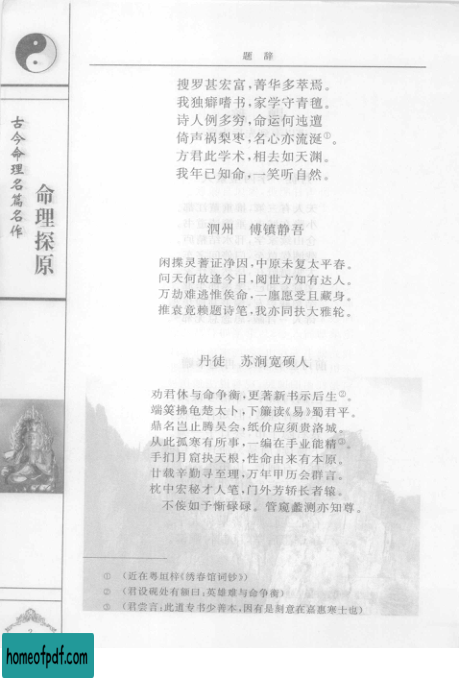 题辞
古今命理名篇名作
命理探原
搜罗甚宏富，菁华多萃焉。
我独癖嗜书，家学守青毡。
诗人例多穷，命运何迍邅
倚声祸梨枣，名心亦流涎①。
方君此学术，相去如天渊。
我年已知命，一笑听自然。
泗州 傅镇静吾
闲揲灵蓍证净因，中原未复太平春。
问天何故逢今日，阅世方知有达人。
万劫难逃惟俟命，一廛愿受且藏身。
推袁竟赖题诗笔，我亦同扶大雅轮。
丹徒 苏涧宽硕人
劝君休与命争衡，更著新书示后生②。
端筴拂龟楚太卜，下簾读《易》蜀君平。
鼎名岂止腾吴会，纸价应须贵洛城。
从此孤寒有所事，一编在手业能精③。
手扪月窟抉天根，性命由来有本原。
廿载辛勤寻至理，万年甲历会群言。
枕中宏秘才人笔，门外芳轿长者辕。
不佞如予惭碌碌。管窥蠡测亦知尊。
① （近在粤垣梓《绣春馆词钞》）
② （君设砚处有额曰，英雄难与命争衡）
③ （君尝言，此道专书少善本，因有是刻意在嘉惠寒士也）
homeofpdf.com